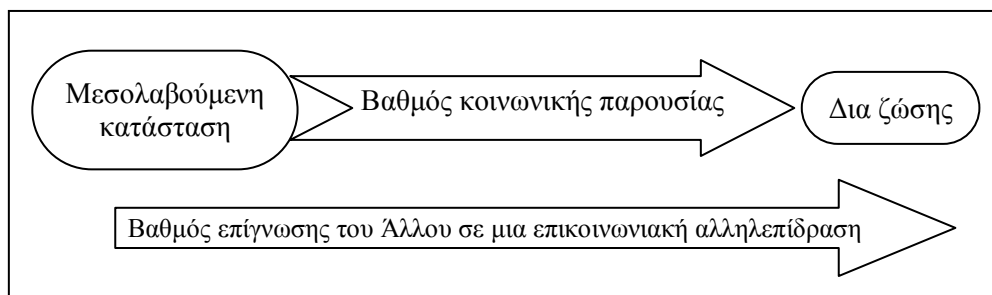 Μεσολαβούμενη
κατάσταση
Βαθμός κοινωνικής παρουσίας
Δια ζώσης
Βαθμός επίγνωσης του Άλλου σε μια επικοινωνιακή αλληλεπίδραση